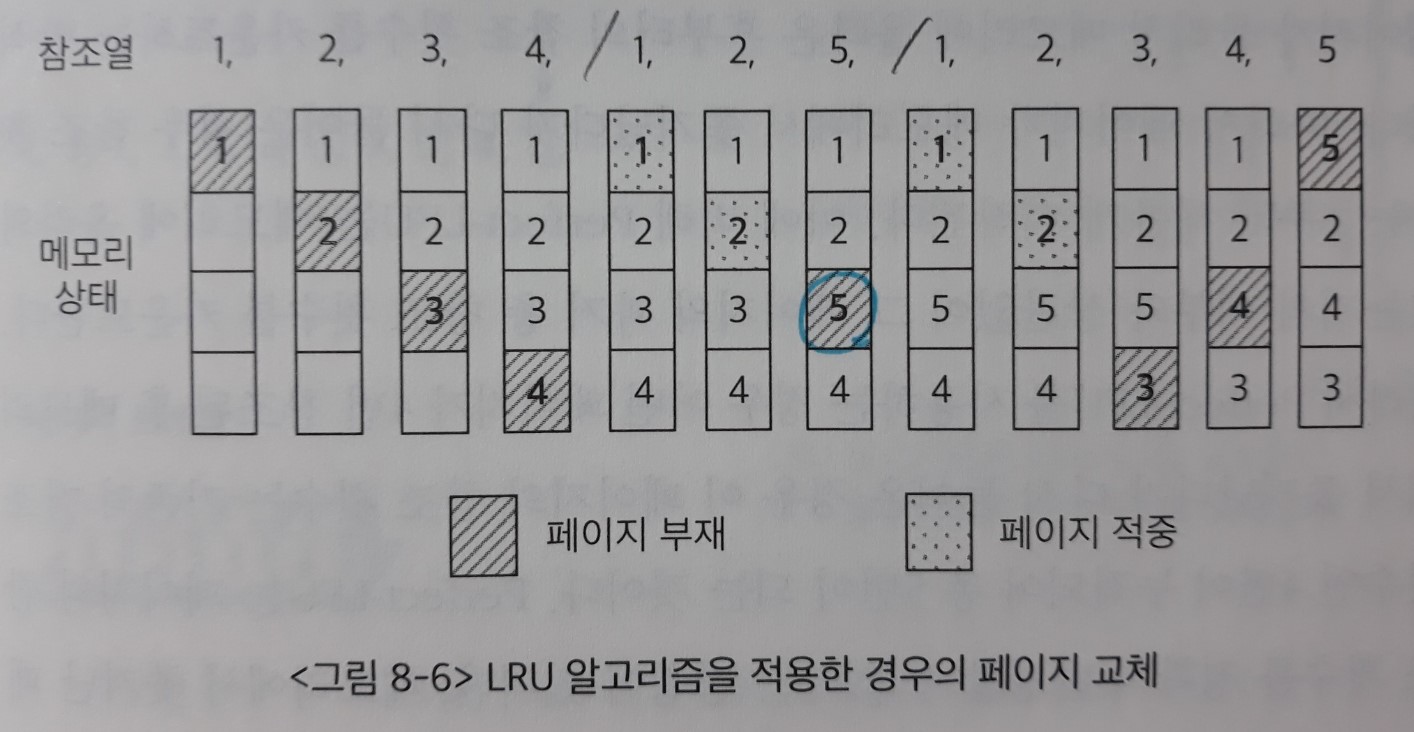 참조열 1, 2, 3, 4, 1, 2, 5, 1, 2, 3, 4, 5
1 1 1 1 1 1 1 1 1 1 1 5
2 2 2 2 2 2 2 2 2 2 2
메모리
상태
3 3 3 3 5 5 5 5 4 4
4 4 4 4 4 4 3 3 3
페이지 부재 페이지 적중
<그림 8-6> LRU 알고리즘을 적용한 경우의 페이지 교체